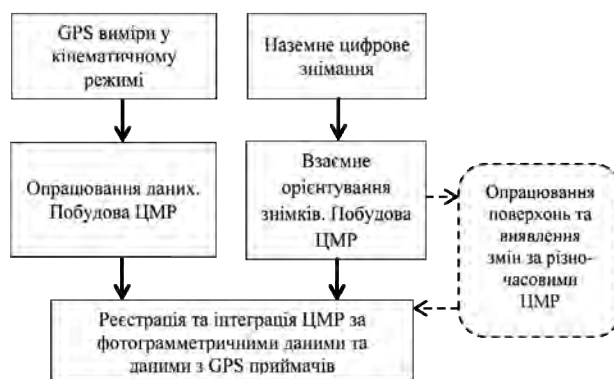 GPS виміри у
кінематичному
режимі
Наземне цифрове
знімання
Опрацювання даних.
Побудова ЦМР
Взаємне
орієнтування
знімків. Побудова
ЦМР
Опрацювання
поверхонь та
виявлення
змін за різно-
часовими
ЦМР
Реєстрація та інтеграція ЦМР за
фотограмметричними даними та
даними з GPS приймачів